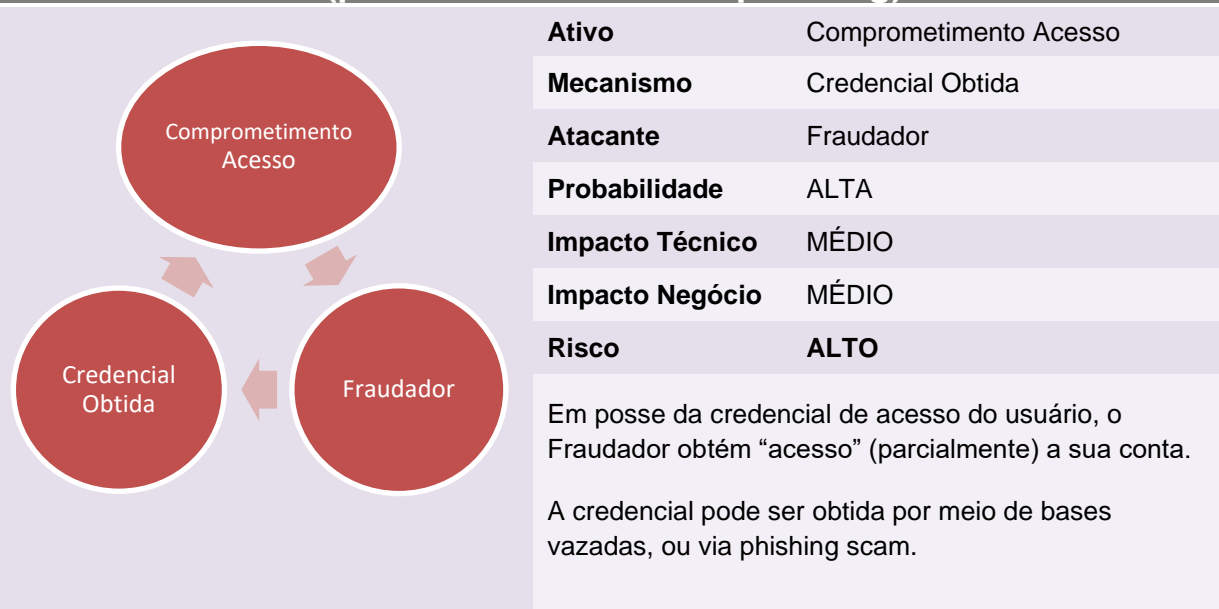 Comprometimento
Acesso
Credencial
Obtida
Fraudador
Ativo Comprometimento Acesso
Mecanismo Credencial Obtida
Atacante Fraudador
Probabilidade ALTA
Impacto Técnico MÉDIO
Impacto Negócio MÉDIO
Risco ALTO
Em posse da credencial de acesso do usuário, o
Fraudador obtém “acesso” (parcialmente) a sua conta.
A credencial pode ser obtida por meio de bases
vazadas, ou via phishing scam.